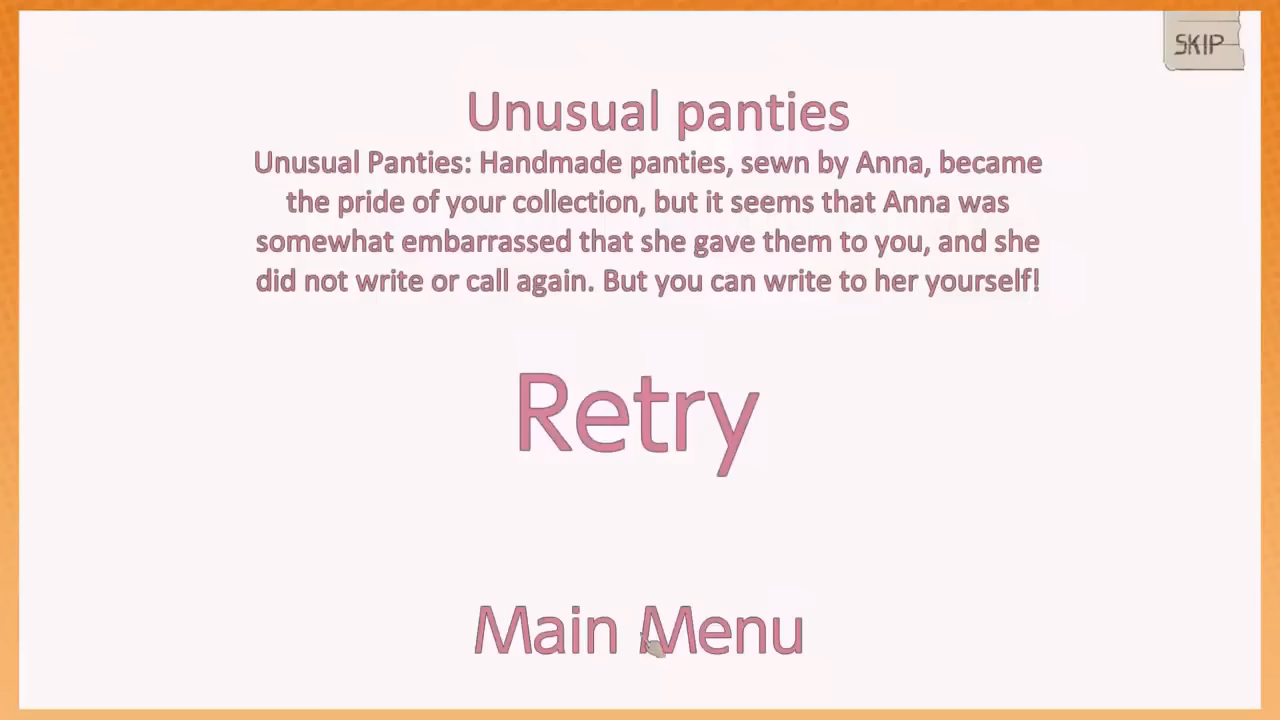 SKIP
Unusual panties
Unusual Panties: Handmade panties, sewn by Anna, became
the pride of your collection, but it seems that Anna was
somewhat embarrassed that she gave them to you, and she
did not write or call again. But you can write to her yourself!
Retry
Main Menu